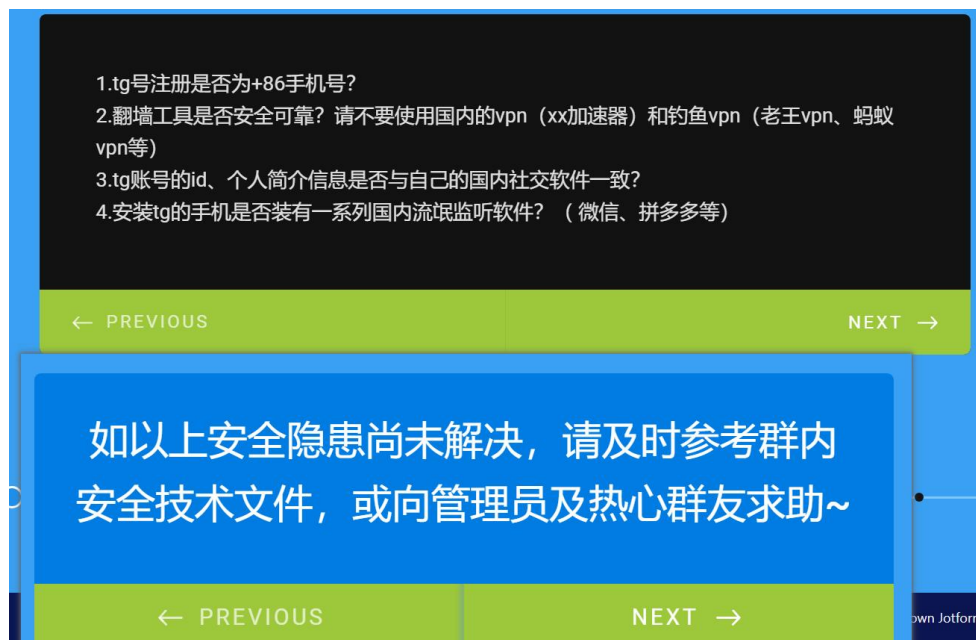 1.tg号注册是否为+86手机号？
2.翻墙工具是否安全可靠？请不要使用国内的vpn（xx加速器）和钓鱼vpn（老王vpn、蚂蚁
vpn等）
3.tg账号的id、个人简介信息是否与自己的国内社交软件一致？
4.安装tg的手机是否装有一系列国内流氓监听软件？（微信、拼多多等）
← PREVIOUS
NEXT →
如以上安全隐患尚未解决，请及时参考群内
安全技术文件，或向管理员及热心群友求助~
← PREVIOUS
NEXT →
own Jotfor